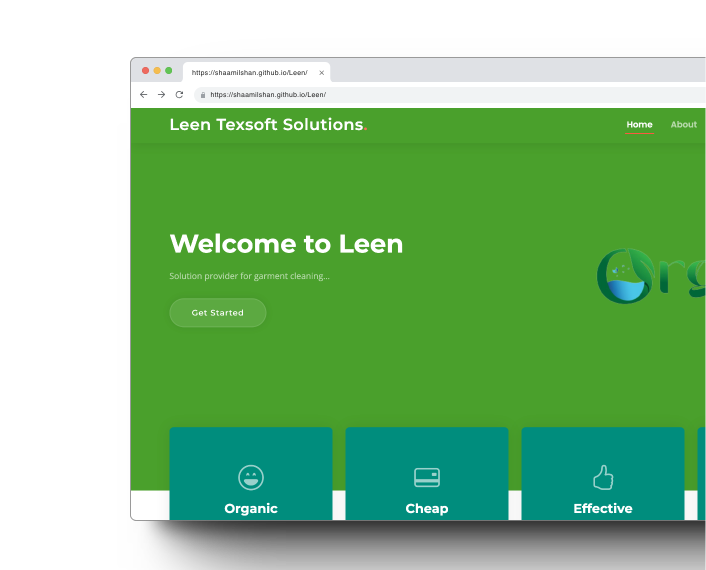 https://shaamilshan.github.io/Leen/
https://shaamilshan.github.io/Leen/
Leen Texsoft Solutions.
Home About
Welcome to Leen
Solution provider for garment cleaning...
Get Started
Org
Organic Cheap Effective